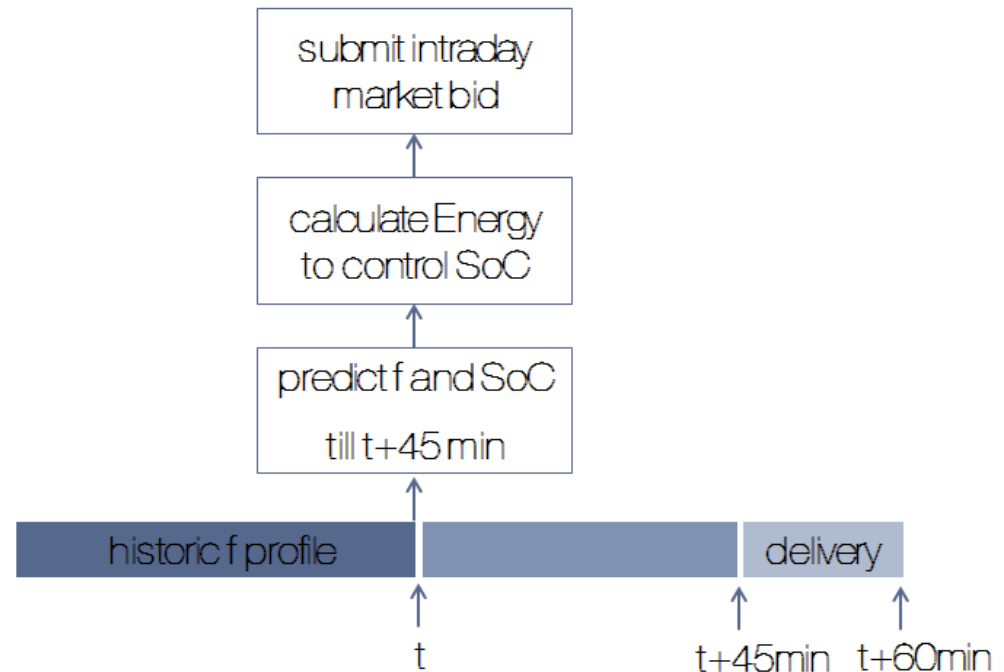 submit intraday
market bid
calculate Energy
to control SoC
predict f and SoC
till t+45 min
historic f profile
delivery
t
t+45min
t+60min